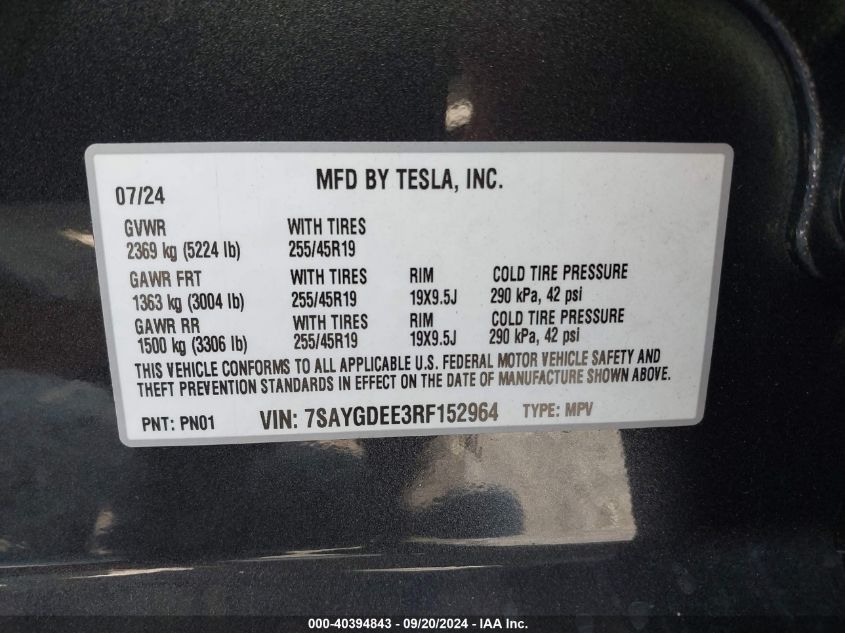 07/24 MFD BY TESLA, INC.
GVWR WITH TIRES
2369 kg (5224 lb) 255/45R19
GAWR FRT WITH TIRES RIM COLD TIRE PRESSURE
1363 kg (3004 lb) 255/45R19 19X9.5J 290 kPa, 42 psi
GAWR RR WITH TIRES RIM COLD TIRE PRESSURE
1500 kg (3306 lb) 255/45R19 19X9.5J 290 kPa, 42 psi
THIS VEHICLE CONFORMS TO ALL APPLICABLE U.S. FEDERAL MOTOR VEHICLE SAFETY AND
THEFT PREVENTION STANDARDS IN EFFECT ON THE DATE OF MANUFACTURE SHOWN ABOVE.
PNT: PN01 VIN: 7SAYGDEE3RF152964 TYPE: MPV
000-40394843 - 09/20/2024 - IAA Inc.